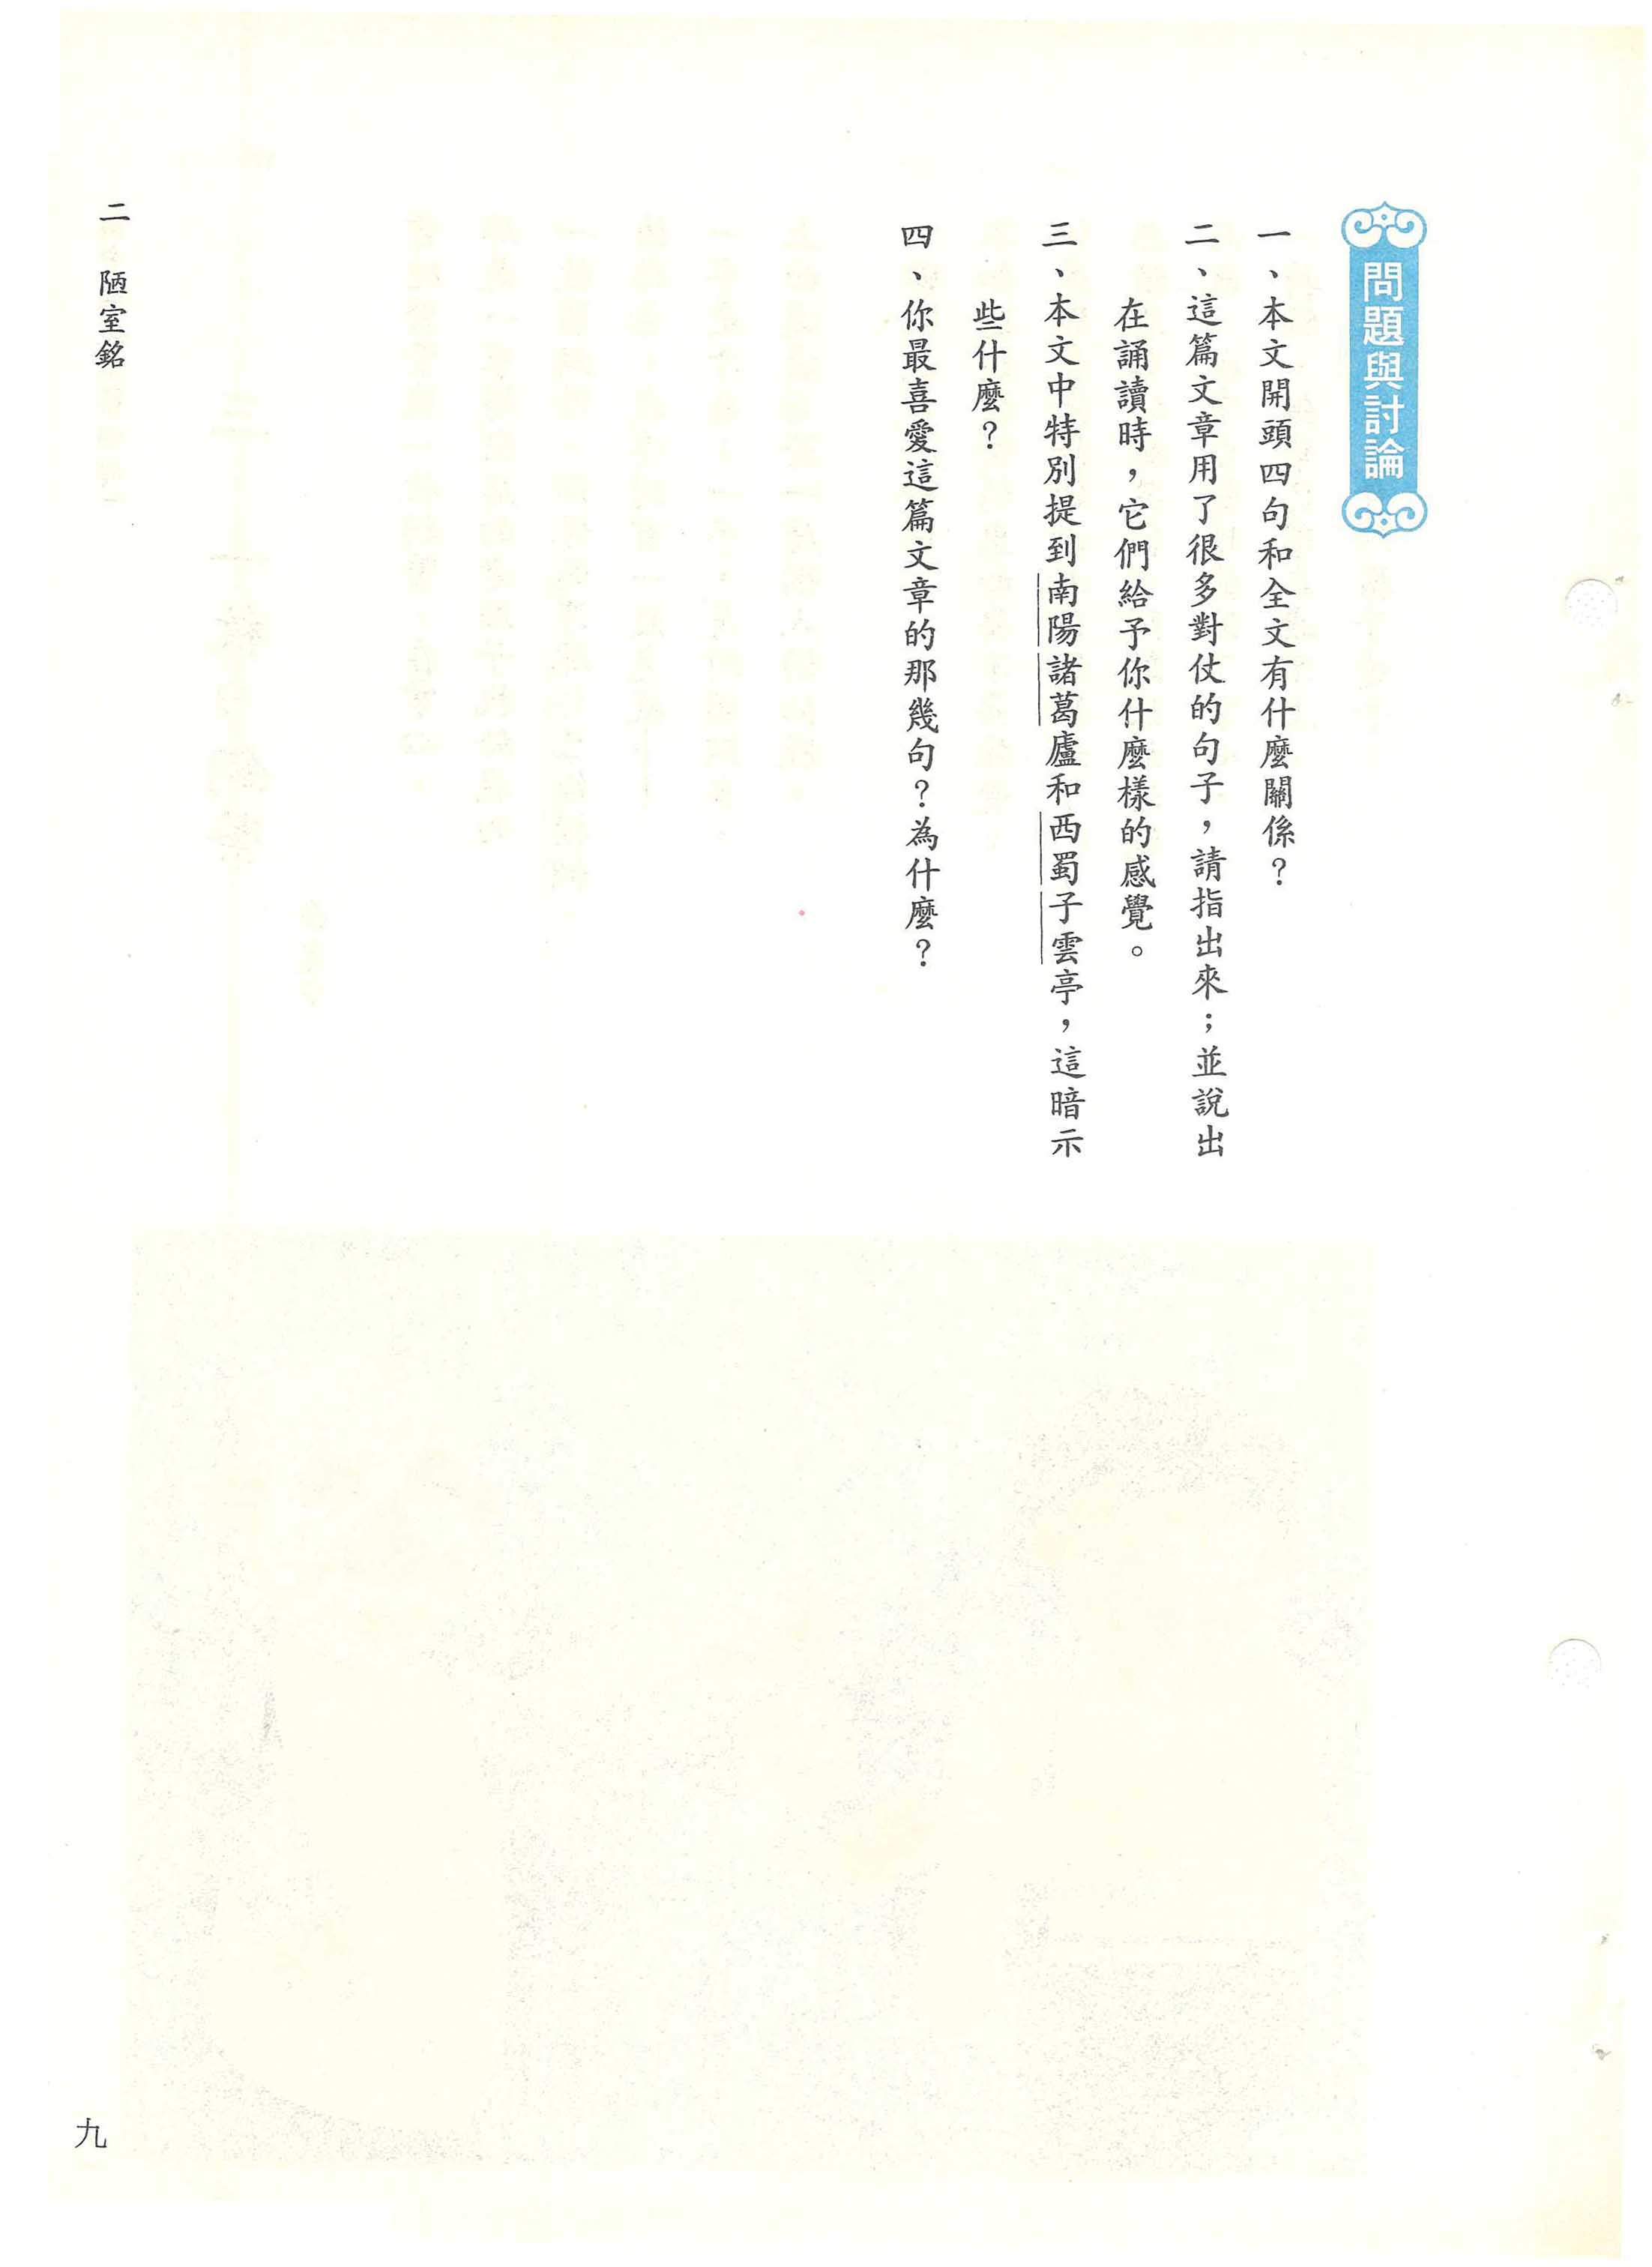 問題與討論
一、本文開頭四句和全文有什麼關係？
二、這篇文章用了很多對仗的句子，請指出來；並說出
在誦讀時，它們給予你什麼樣的感覺。
三、本文中特別提到南陽諸葛廬和西蜀子雲亭，這暗示
些什麼？
四、你最喜愛這篇文章的那幾句？為什麼？
二 陋室銘
九